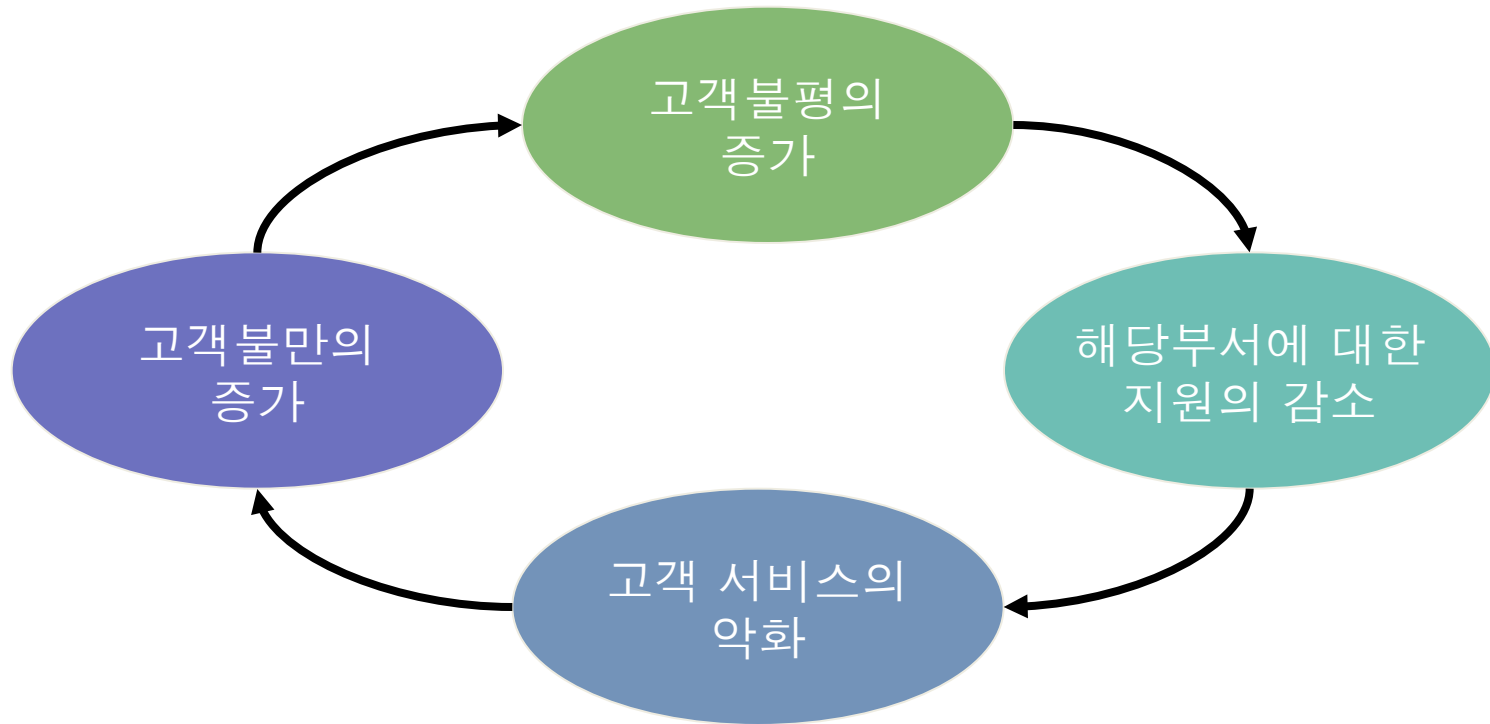 고객불평의
증가
해당부서에 대한
지원의 감소
고객 서비스의
악화
고객불만의
증가